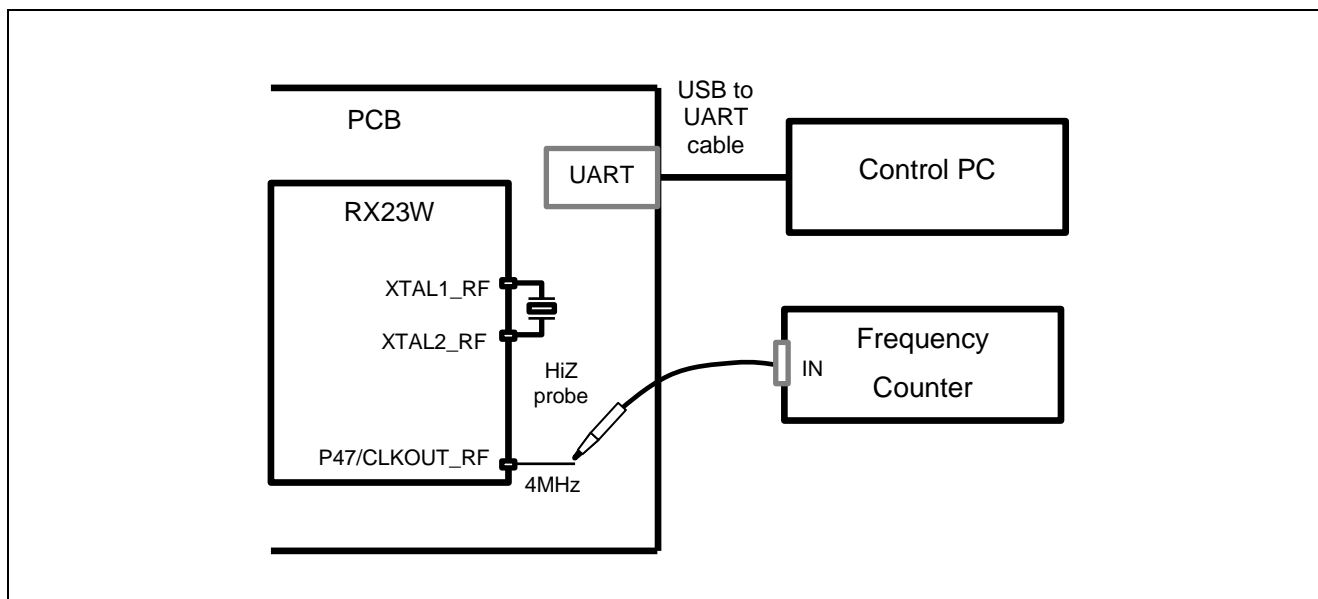 PCB
USB to
UART
cable
UART
Control PC
RX23W
XTAL1_RF
XTAL2_RF
HiZ
probe
Frequency
Counter
IN
P47/CLKOUT_RF
4MHz